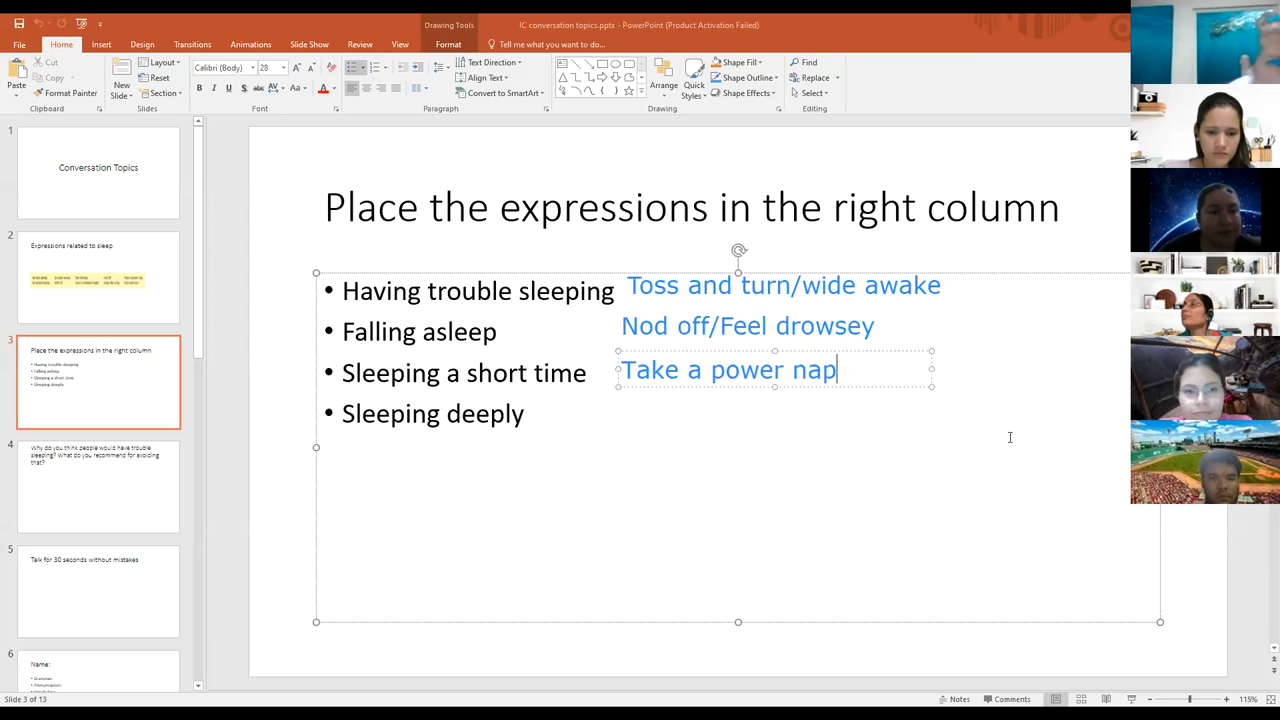 IC conversation topics.pptx - PowerPoint (Product Activation Failed)
Drawing Tools
File Home Insert Design Transitions Animations Slide Show Review View Format Tell me what you want to do...
Paste
Cut
Copy
Format Painter
Clipboard
New Slide
Layout
Reset
Section
Slides
Calibri (Body) 28
Font
Text Direction
Align Text
Convert to SmartArt
Paragraph
Arrange
Quick Styles
Shape Fill
Shape Outline
Shape Effects
Drawing
Find
Replace
Select
Editing
1
Conversation Topics
2
Expressions related to sleep
3
Place the expressions in the right column
Having trouble sleeping
Falling asleep
Sleeping a short time
Sleeping deeply
4
Why do you think people would have trouble
sleeping? What do you recommend for avoiding
that?
5
Talk for 30 seconds without mistakes
6
Name:
Grammar:
Pronunciation:
Place the expressions in the right column
• Having trouble sleeping Toss and turn/wide awake
• Falling asleep Nod off/Feel drowsey
• Sleeping a short time Take a power nap
• Sleeping deeply
Slide 3 of 13
Notes
Comments
115%